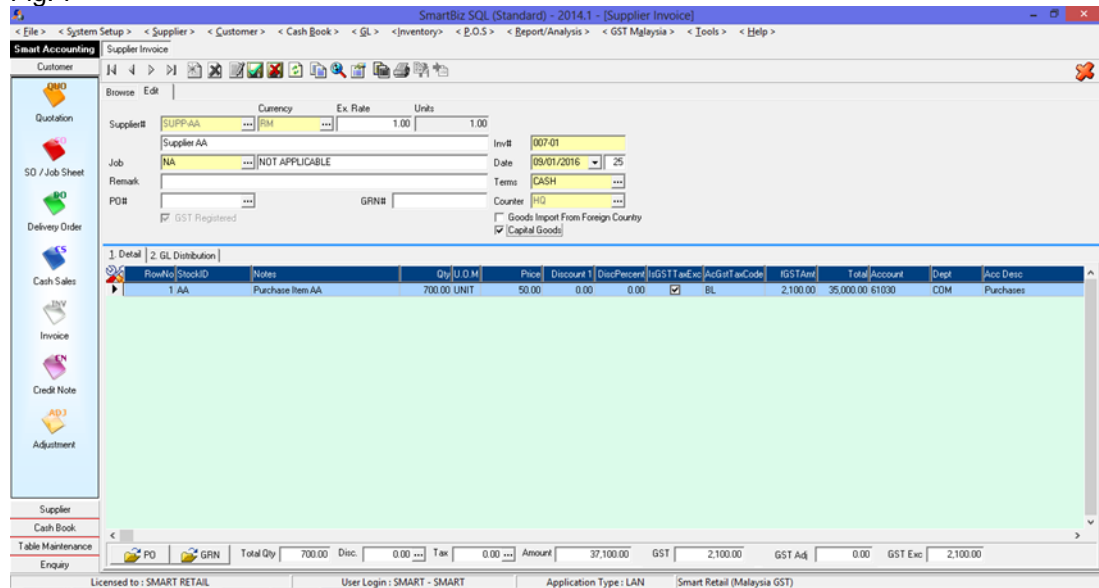 SmartBiz SQL (Standard) - 2014.1 - [Supplier Invoice]
< File > < System Setup > < Supplier > < Customer > < Cash Book > < GL > <Inventory> < P.O.S > < Report/Analysis > < GST Malaysia > < Tools > < Help >
Smart Accounting Supplier Invoice
Customer
Browse Edit
QUO
Quotation
SO
SO / Job Sheet
DO
Delivery Order
CS
Cash Sales
INV
Invoice
CN
Credit Note
ADJ
Adjustment
Supplier
Cash Book
Table Maintenance
Enquiry
Currency Ex. Rate Units
Supplier# SUPP-AA ... RM ... 1.00 1.00
Supplier AA Inv# 007-01
Job NA ... NOT APPLICABLE Date 09/01/2016 25
Remark Terms CASH ...
PO# ... GRN# Counter HQ ...
GST Registered Goods Import From Foreign Country
Capital Goods
1. Detail 2. GL Distribution
RowNo StockID Notes Qty U.O.M Price Discount 1 DiscPercent IsGSTTaxExc AcGstTaxCode fGSTAmt Total Account Dept Acc Desc
1 AA Purchase Item AA 700.00 UNIT 50.00 0.00 0.00 BL 2,100.00 35,000.00 61030 COM Purchases
PO GRN Total Qty 700.00 Disc. 0.00 ... Tax 0.00 ... Amount 37,100.00 GST 2,100.00 GST Adj 0.00 GST Exc 2,100.00
Licensed to : SMART RETAIL User Login : SMART - SMART Application Type : LAN Smart Retail (Malaysia GST)